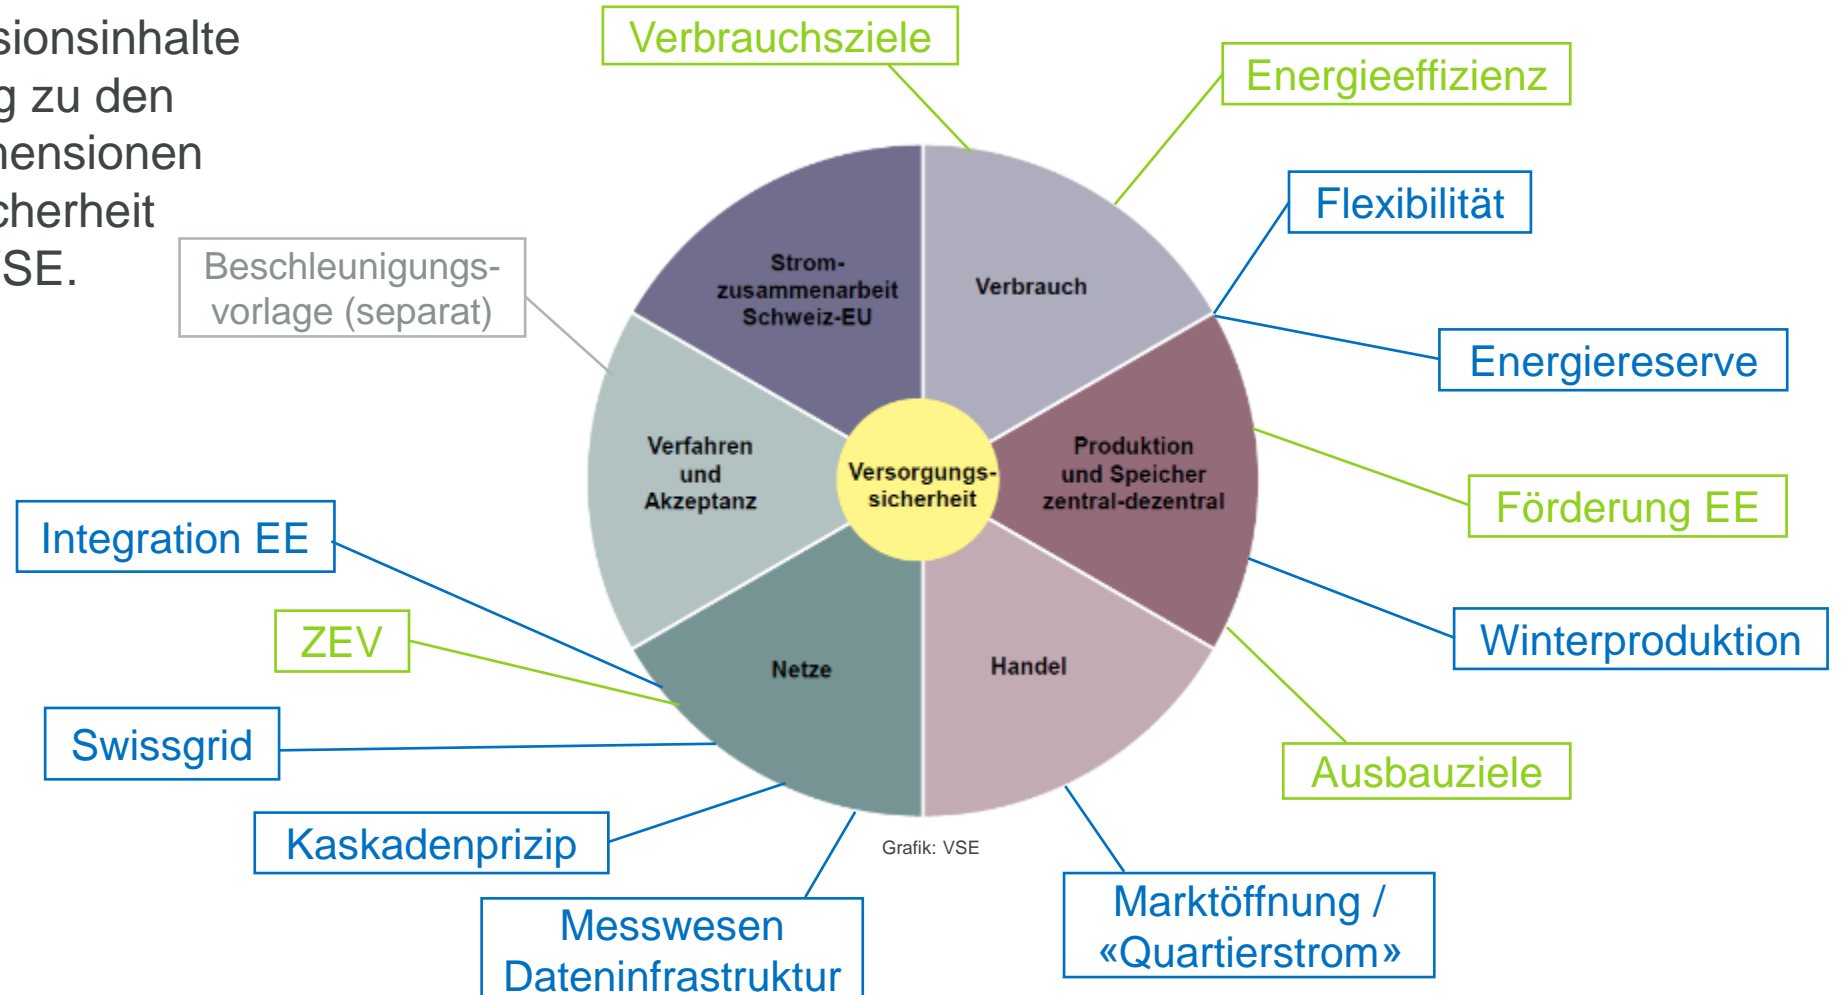 sionsinhalte
g zu den
nensionen
cherheit
VSE.
Verbrauchsziele
Energieeffizienz
Flexibilität
Energiereserve
Förderung EE
Winterproduktion
Ausbauziele
Marktöffnung /
«Quartierstrom»
Messwesen
Dateninfrastruktur
Kaskadenprizip
Swissgrid
ZEV
Integration EE
Beschleunigungs-
vorlage (separat)
Strom-
zusammenarbeit
Schweiz-EU
Verbrauch
Produktion
und Speicher
zentral-dezentral
Handel
Netze
Verfahren
und
Akzeptanz
Versorgungs-
sicherheit
Grafik: VSE